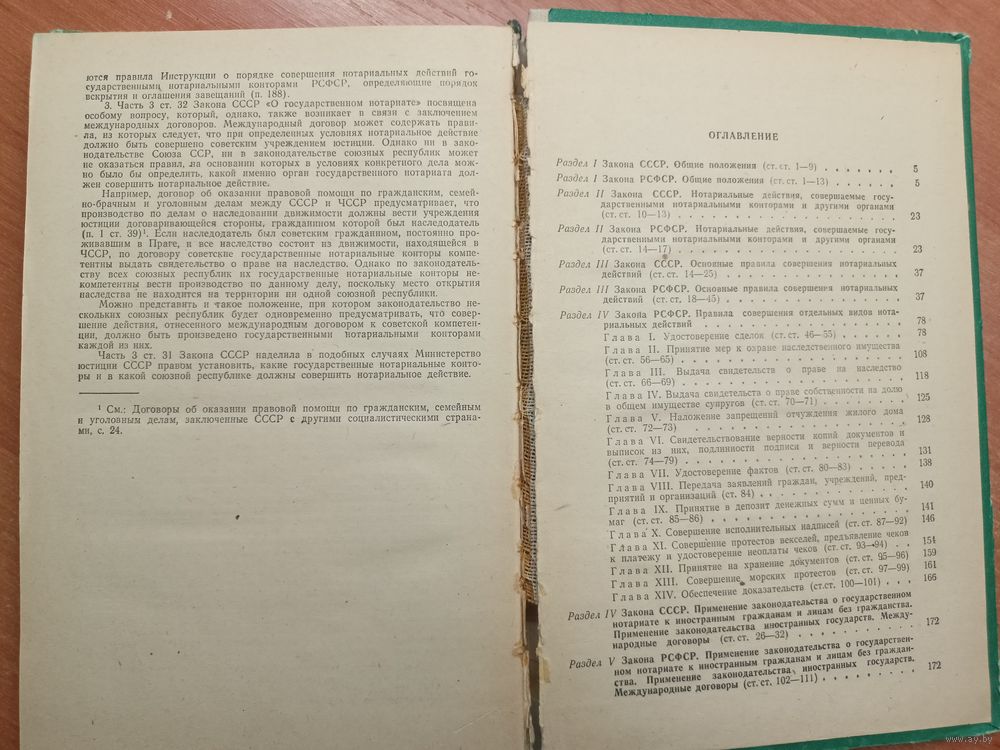 ются правила Инструкции о порядке совершения нотариальных действий го-
сударственными нотариальными конторами РСФСР, определяющие порядок
вскрытия и оглашения завещаний (п. 188).
3. Часть 3 ст. 32 Закона СССР «О государственном нотариате» посвящена
особому вопросу, который, однако, также возникает в связи с заключением
международных договоров. Международный договор может содержать прави-
ла, из которых следует, что при определенных условиях нотариальное действие
должно быть совершено советским учреждением юстиции. Однако ни в за-
конодательстве Союза ССР, ни в законодательстве союзных республик может
не оказаться правил, на основании которых в условиях конкретного дела мож-
но было бы определить, какой именно орган государственного нотариата дол-
жен совершить нотариальное действие.
Например, договор об оказании правовой помощи по гражданским, семей-
но-брачным и уголовным делам между СССР и ЧССР предусматривает, что
производство по делам о наследовании движимости должны вести учреждения
юстиции договаривающейся стороны, гражданином которой был наследователь
(п. 1 ст. 39)¹. Если наследователь был советским гражданином, постоянно про-
живавшим в Праге, и все наследство состоит из движимости, находящейся в
ЧССР, по договору советские государственные нотариальные конторы компе-
тентны выдать свидетельство о праве на наследство. Однако по законодатель-
ству всех союзных республик их государственные нотариальные конторы не-
компетентны вести производство по данному делу, поскольку место открытия
наследства не находится на территории ни одной союзной республики.
Можно представить и такое положение, при котором законодательство не-
скольких союзных республик будет одновременно предусматривать, что совер-
шение действия, отнесенного международным договором к советской компетен-
ции, должно быть произведено государственными нотариальными конторами
каждой из них.
Часть 3 ст. 31 Закона СССР наделила в подобных случаях Министерство
юстиции СССР правом установить, какие государственные нотариальные конто-
ры и в какой союзной республике должны совершить нотариальное действие.
¹ См.: Договоры об оказании правовой помощи по гражданским, семейным
и уголовным делам, заключенные СССР с другими социалистическими страна-
ми, с. 24.
ОГЛАВЛЕНИЕ
Раздел I Закона СССР. Общие положения (ст. ст. 1—9) . . . . . . . 5
Раздел I Закона РСФСР. Общие положения (ст. ст. 1—13) . . . . . . 5
Раздел II Закона СССР. Нотариальные действия, совершаемые госу-
дарственными нотариальными конторами и другими органами
(ст. ст. 10—13) . . . . . . . . . . . . . . . . . 23
Раздел II Закона РСФСР. Нотариальные действия, совершаемые госу-
дарственными нотариальными конторами и другими органами
(ст. ст. 14—17) . . . . . . . . . . . . . . . . . 23
Раздел III Закона СССР. Основные правила совершения нотариальных
действий (ст. ст. 14—25) . . . . . . . . . . . . . 37
Раздел III Закона РСФСР. Основные правила совершения нотариальных
действий (ст. ст. 18—45) . . . . . . . . . . . . . 37
Раздел IV Закона РСФСР. Правила совершения отдельных видов нота-
риальных действий . . . . . . . . . . . . . . . 78
Глава I. Удостоверение сделок (ст. ст. 46—55) . . . . . 78
Глава II. Принятие мер к охране наследственного имущества
(ст. ст. 56—65) . . . . . . . . . . . . . . . . 108
Глава III. Выдача свидетельств о праве на наследство
(ст. ст. 66—69) . . . . . . . . . . . . . . . . 118
Глава IV. Выдача свидетельств о праве собственности на долю
в общем имуществе супругов (ст. ст. 70—71) . . . . . . 125
Глава V. Наложение запрещений отчуждения жилого дома
(ст. ст. 72—73) . . . . . . . . . . . . . . . . 128
Глава VI. Свидетельствование верности копий документов и
выписок из них, подлинности подписи и верности перевода
(ст. ст. 74—79) . . . . . . . . . . . . . . . . 131
Глава VII. Удостоверение фактов (ст. ст. 80—83) . . . . . 138
Глава VIII. Передача заявлений граждан, учреждений, пред-
приятий и организаций (ст. 84) . . . . . . . . . . . 140
Глава IX. Принятие в депозит денежных сумм и ценных бу-
маг (ст. ст. 85—86) . . . . . . . . . . . . . . . 141
Глава X. Совершение исполнительных надписей (ст. ст. 87—92) 146
Глава XI. Совершение протестов векселей, предъявление чеков
к платежу и удостоверение неоплаты чеков (ст. ст. 93—94) . . 154
Глава XII. Принятие на хранение документов (ст. ст. 95—96) 159
Глава XIII. Совершение морских протестов (ст. ст. 97—99) 161
Глава XIV. Обеспечение доказательств (ст.ст. 100—101) . . . 166
Раздел IV Закона СССР. Применение законодательства о государственном
нотариате к иностранным гражданам и лицам без гражданства.
Применение законодательства иностранных государств. Между-
народные договоры (ст. ст. 26—32) . . . . . . . . . . 172
Раздел V Закона РСФСР. Применение законодательства о государствен-
ном нотариате к иностранным гражданам и лицам без граждан-
ства. Применение законодательства иностранных государств.
Международные договоры (ст. ст. 102—111) . . . . . . . . 172
www.ay.by